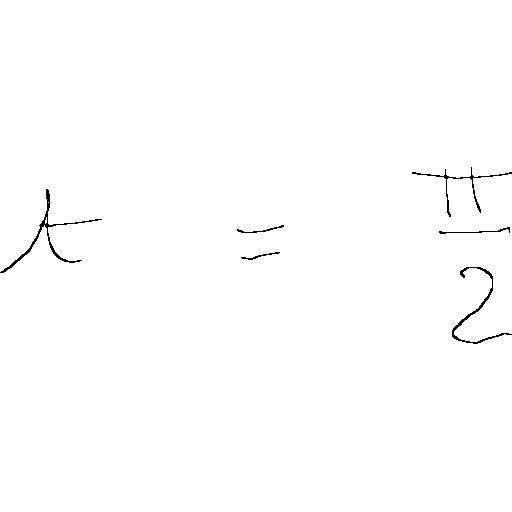 t = π/2